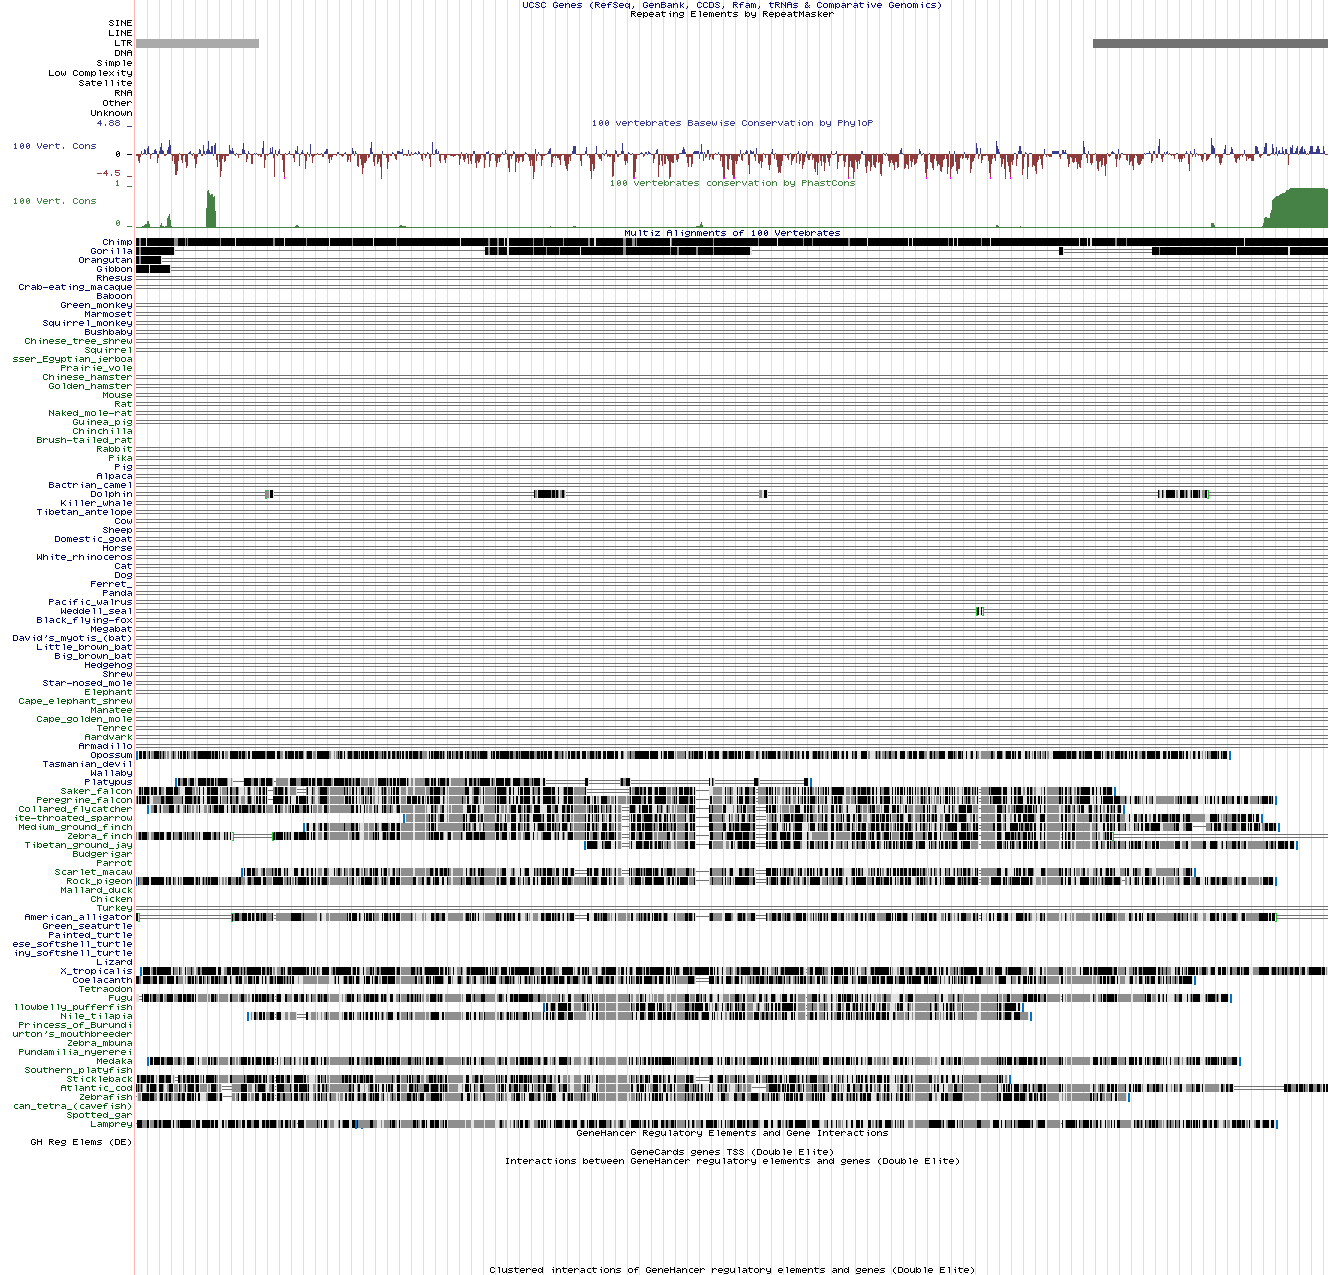 UCSC Genes (RefSeq, GenBank, CCDS, Rfam, tRNAs & Comparative Genomics)
Repeating Elements by RepeatMasker
SINE
LINE
LTR
DNA
Simple
Low Complexity
Satellite
RNA
Other
Unknown
4.88 _
100 vertebrates Basewise Conservation by PhyloP
100 Vert. Cons
0 -
-4.5 _
100 vertebrates conservation by PhastCons
1 _
100 Vert. Cons
0 _
Multiz Alignments of 100 Vertebrates
Chimp
Gorilla
Orangutan
Gibbon
Rhesus
Crab-eating_macaque
Baboon
Green_monkey
Marmoset
Squirrel_monkey
Bushbaby
Chinese_tree_shrew
Squirrel
sser_Egyptian_jerboa
Prairie_vole
Chinese_hamster
Golden_hamster
Mouse
Rat
Naked_mole-rat
Guinea_pig
Chinchilla
Brush-tailed_rat
Rabbit
Pika
Pig
Alpaca
Bactrian_camel
Dolphin
Killer_whale
Tibetan_antelope
Cow
Sheep
Domestic_goat
Horse
White_rhinoceros
Cat
Dog
Ferret_
Panda
Pacific_walrus
Weddell_seal
Black_flying-fox
Megabat
David's_myotis_(bat)
Little_brown_bat
Big_brown_bat
Hedgehog
Shrew
Star-nosed_mole
Elephant
Cape_elephant_shrew
Manatee
Cape_golden_mole
Tenrec
Aardvark
Armadillo
Opossum
Tasmanian_devil
Wallaby
Platypus
Saker_falcon
Peregrine_falcon
Collared_flycatcher
ite-throated_sparrow
Medium_ground_finch
Zebra_finch
Tibetan_ground_jay
Budgerigar
Parrot
Scarlet_macaw
Rock_pigeon
Mallard_duck
Chicken
Turkey
American_alligator
Green_seaturtle
Painted_turtle
ese_softshell_turtle
iny_softshell_turtle
Lizard
X_tropicalis
Coelacanth
Tetraodon
Fugu
llowbelly_pufferfish
Nile_tilapia
Princess_of_Burundi
urton's_mouthbreeder
Zebra_mbuna
Pundamilia_nyererei
Medaka
Southern_platyfish
Stickleback
Atlantic_cod
Zebrafish
can_tetra_(cavefish)
Spotted_gar
Lamprey
GeneHancer Regulatory Elements and Gene Interactions
GH Reg Elems (DE)
GeneCards genes TSS (Double Elite)
Interactions between GeneHancer regulatory elements and genes (Double Elite)
Clustered interactions of GeneHancer regulatory elements and genes (Double Elite)